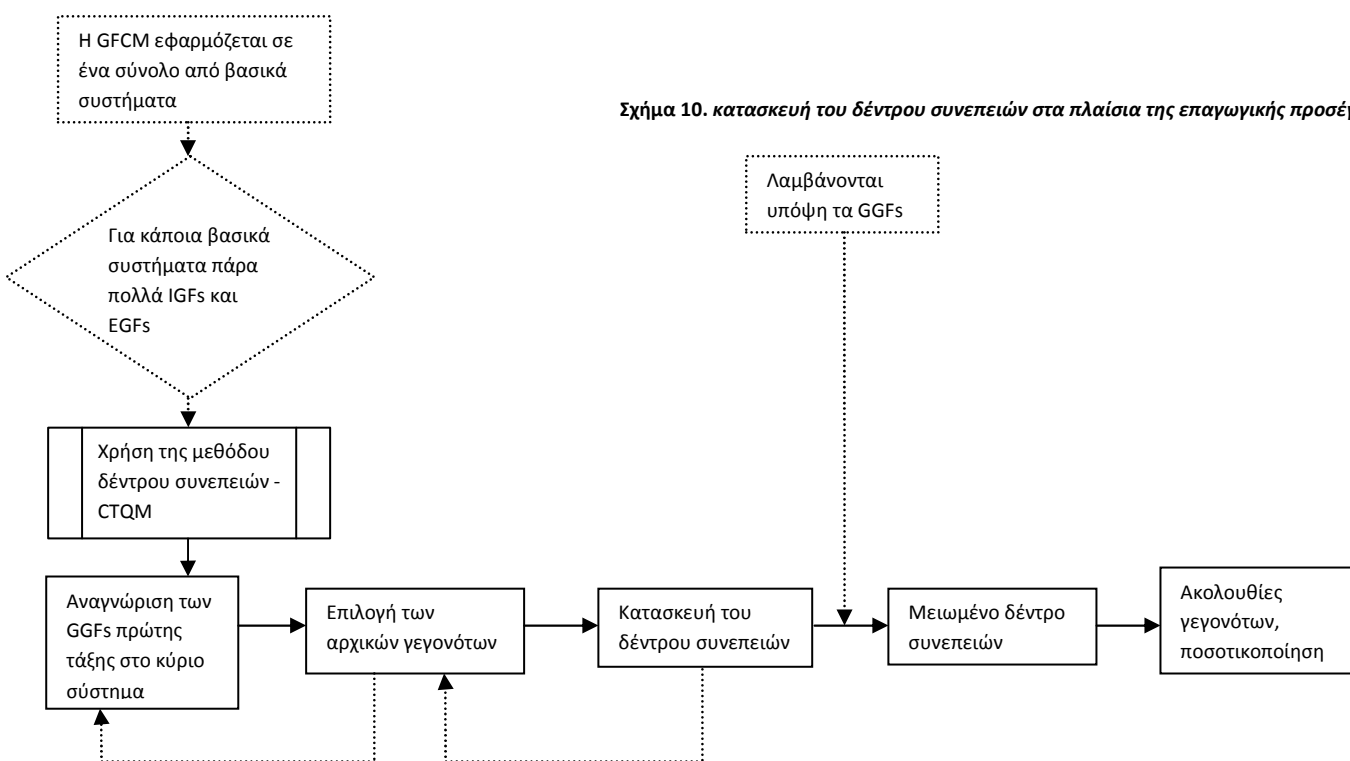 Η GFCM εφαρμόζεται σε
ένα σύνολο από βασικά
συστήματα
Σχήμα 10. κατασκευή του δέντρου συνεπειών στα πλαίσια της επαγωγικής
Λαμβάνονται
υπόψη τα GGFs
Για κάποια βασικά
συστήματα πάρα
πολλά IGFs και
EGFs
Χρήση της μεθόδου
δέντρου συνεπειών -
CTQM
Αναγνώριση των
GGFs πρώτης
τάξης στο κύριο
σύστημα
Επιλογή των
αρχικών γεγονότων
Κατασκευή του
δέντρου συνεπειών
Μειωμένο δέντρο
συνεπειών
Ακολουθίες
γεγονότων,
ποσοτικοποίηση